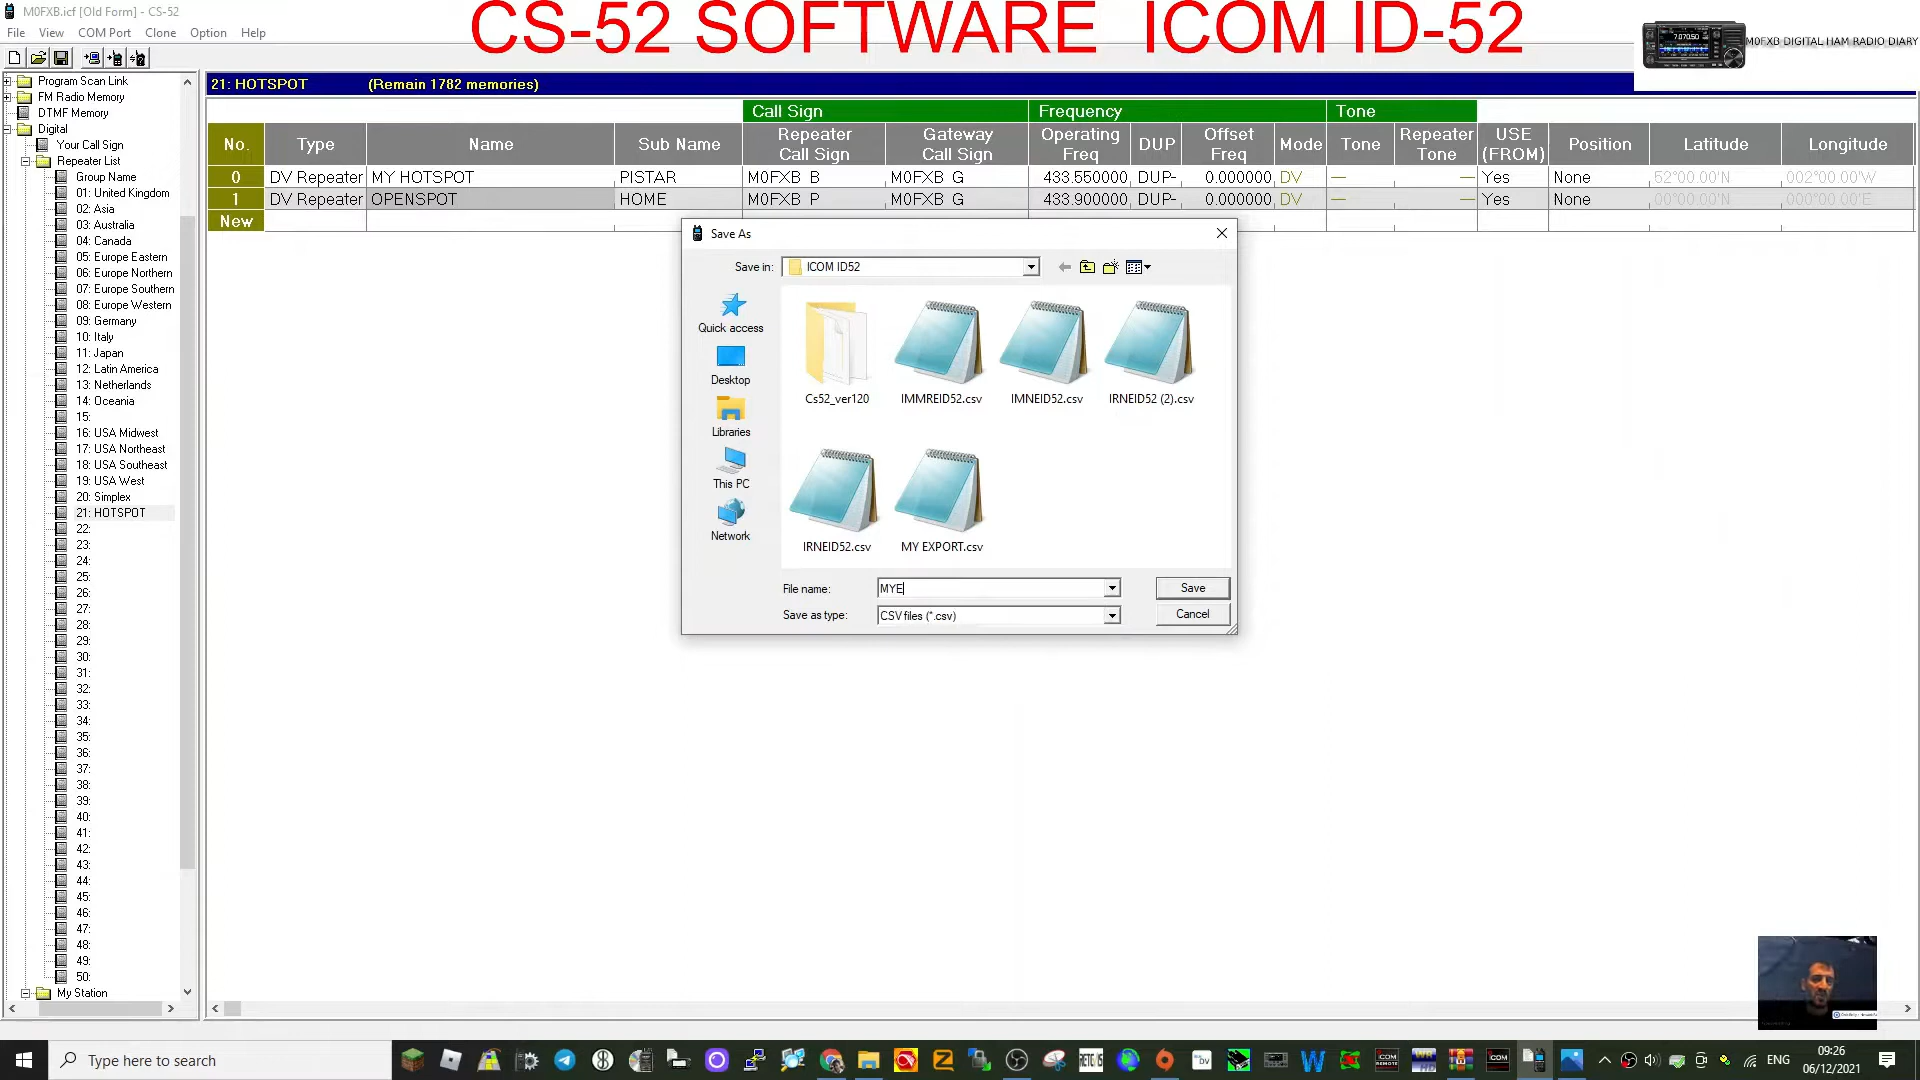 M0FXB.icf [Old Form] - CS-52
CS-52 SOFTWARE ICOM ID-52
M0FXB DIGITAL HAM RADIO DIARY
File View COM Port Clone Option Help
Program Scan Link
FM Radio Memory
DTMF Memory
Digital
Your Call Sign
Repeater List
Group Name
01: United Kingdom
02: Asia
03: Australia
04: Canada
05: Europe Eastern
06: Europe Northern
07: Europe Southern
08: Europe Western
09: Germany
10: Italy
11: Japan
12: Latin America
13: Netherlands
14: Oceania
15:
16: USA Midwest
17: USA Northeast
18: USA Southeast
19: USA West
20: Simplex
21: HOTSPOT
22:
23:
24:
25:
26:
27:
28:
29:
30:
31:
32:
33:
34:
35:
36:
37:
38:
39:
40:
41:
42:
43:
44:
45:
46:
47:
48:
49:
50:
My Station
21: HOTSPOT (Remain 1782 memories)
Call Sign Frequency Tone
No. Type Name Sub Name Repeater Call Sign Gateway Call Sign Operating Freq DUP Offset Freq Mode Tone Repeater Tone USE (FROM) Position Latitude Longitude
0 DV Repeater MY HOTSPOT PISTAR M0FXB B M0FXB G 433.550000 DUP- 0.000000 DV — — Yes None 52°00.00'N 002°00.00'W
1 DV Repeater OPENSPOT HOME M0FXB P M0FXB G 433.900000 DUP- 0.000000 DV — — Yes None 00°00.00'N 000°00.00'E
New
Save As
Save in: ICOM ID52
Quick access
Desktop
Libraries
This PC
Network
Cs52_ver120 IMMREID52.csv IMNEID52.csv IRNEID52 (2).csv
IRNEID52.csv MY EXPORT.csv
File name: MYE Save
Save as type: CSV files (*.csv) Cancel
Type here to search
ENG
09:26
06/12/2021